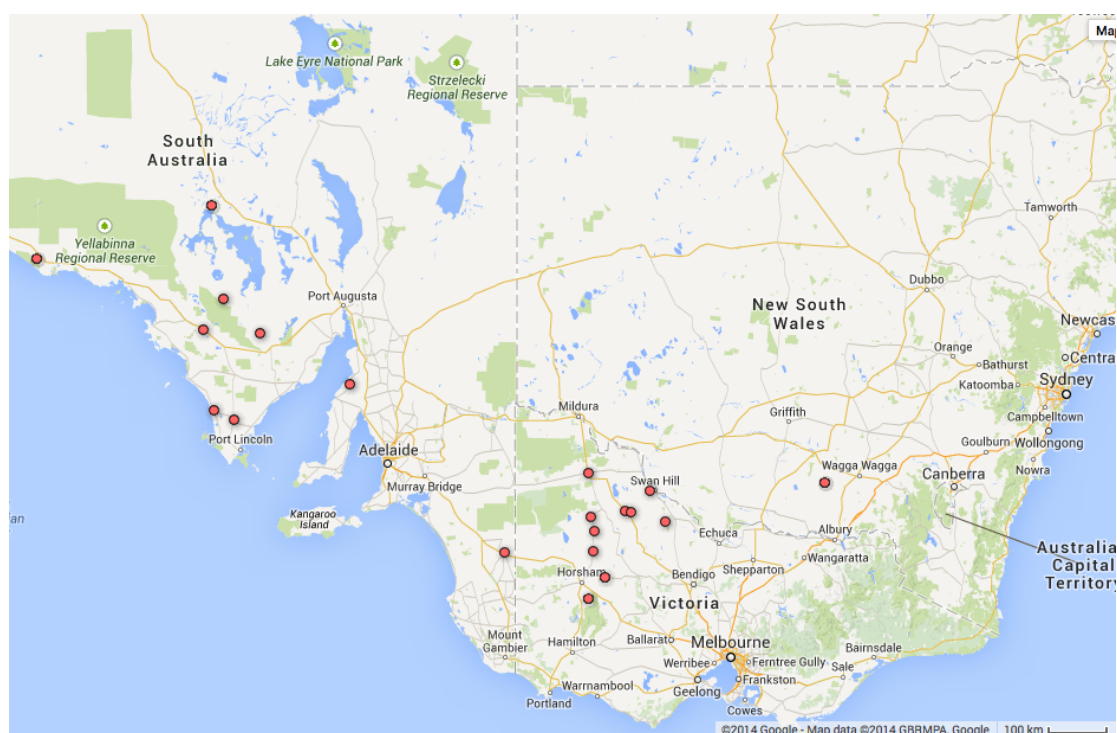 Map
Lake Eyre National Park
Strzelecki
Regional Reserve
South
Australia
Yellabinna
Regional Reserve
Tamworth
Port Augusta
Dubbo
New South
Wales
Newcas
Orange
Bathurst
Central
Katoomba
Sydney
Mildura
Griffith
Campbelltown
Port Lincoln
Adelaide
Goulburn
Wollongong
Murray Bridge
Swan Hill
Wagga Wagga
Canberra
Nowra
Kangaroo
Island
Echuca
Albury
Wangaratta
Shepparton
Horsham
Bendigo
Australia
Capital
Territory
Victoria
Mount
Gambier
Hamilton
Ballarat
Melbourne
Werribee
Ferntree Gully
Bairnsdale
Sale
Geelong
Frankston
Warrnambool
Portland
Cowes
©2014 Google - Map data ©2014 GBRMPA, Google
100 km